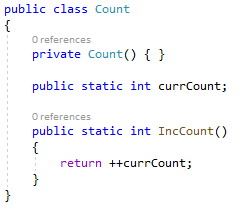 public class Count
{
0 references
private Count() { }
public static int currCount;
0 references
public static int IncCount()
{
return ++currCount;
}
}